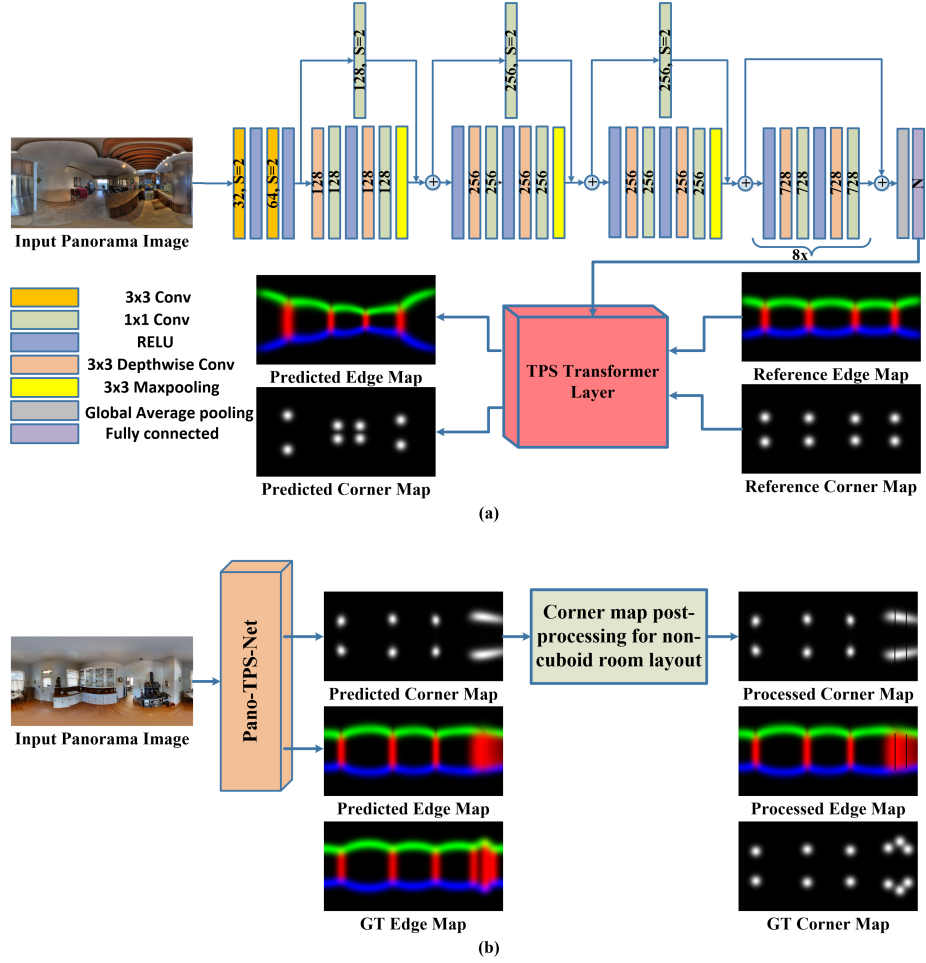 128, S=2
256, S=2
256, S=2
32, S=2
64, S=2
128
128
128
128
256
256
256
256
256
256
256
256
728
728
728
728
N
+
+
+
+
Input Panorama Image
8x
3x3 Conv
1x1 Conv
RELU
3x3 Depthwise Conv
3x3 Maxpooling
Global Average pooling
Fully connected
Predicted Edge Map
TPS Transformer
Layer
Reference Edge Map
Predicted Corner Map
Reference Corner Map
(a)
Input Panorama Image
Pano-TPS-Net
Predicted Corner Map
Corner map post-
processing for non-
cuboid room layout
Processed Corner Map
Predicted Edge Map
Processed Edge Map
GT Edge Map
GT Corner Map
(b)